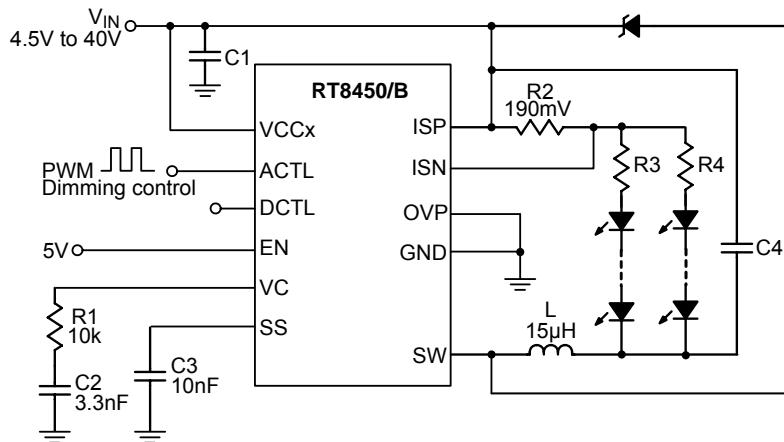 VIN
4.5V to 40V
C1
RT8450/B
VCCx
ACTL
DCTL
EN
VC
SS
ISP
ISN
OVP
GND
SW
PWM
Dimming control
5V
R1
10k
C2
3.3nF
C3
10nF
R2
190mV
R3
R4
C4
L
15µH